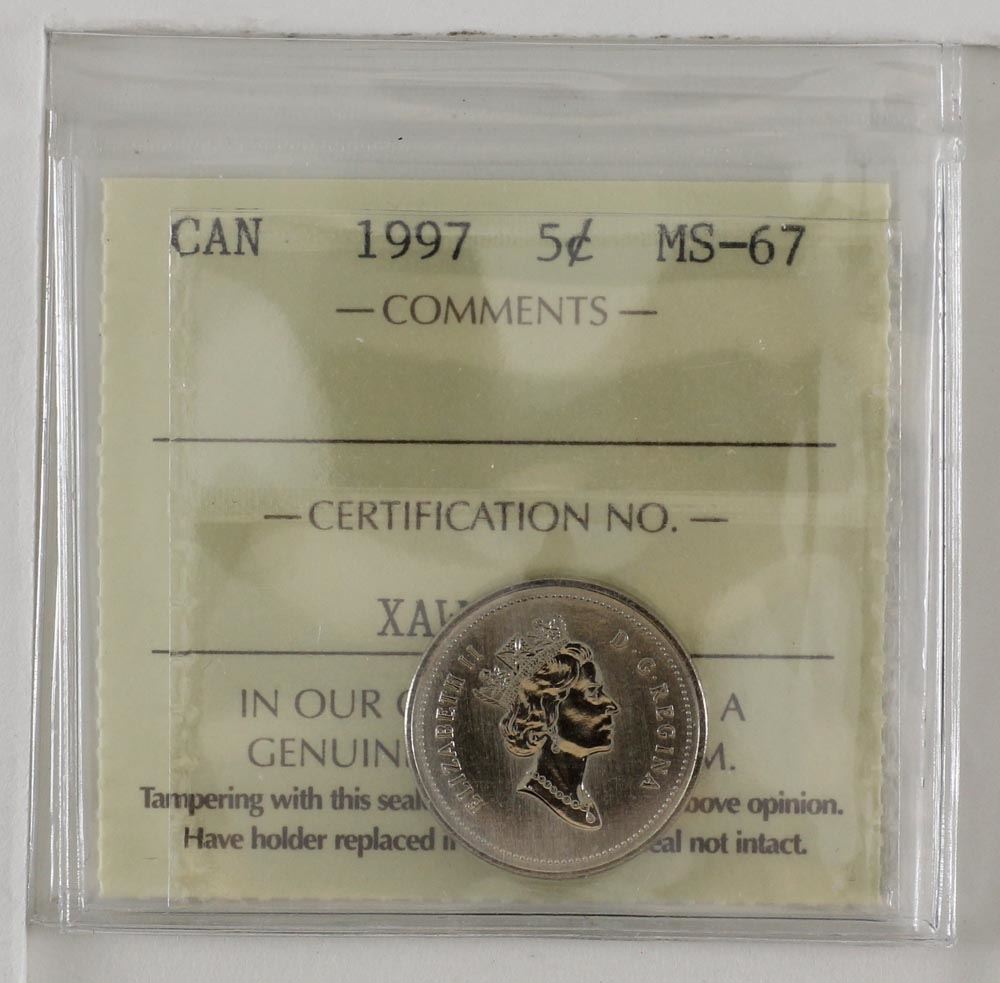 CAN 1997 5¢ MS-67
— COMMENTS —
— CERTIFICATION NO. —
IN OUR A
Tampering with this opinion.
Have holder replaced not intact.
ELIZABETH II D·G·REGINA